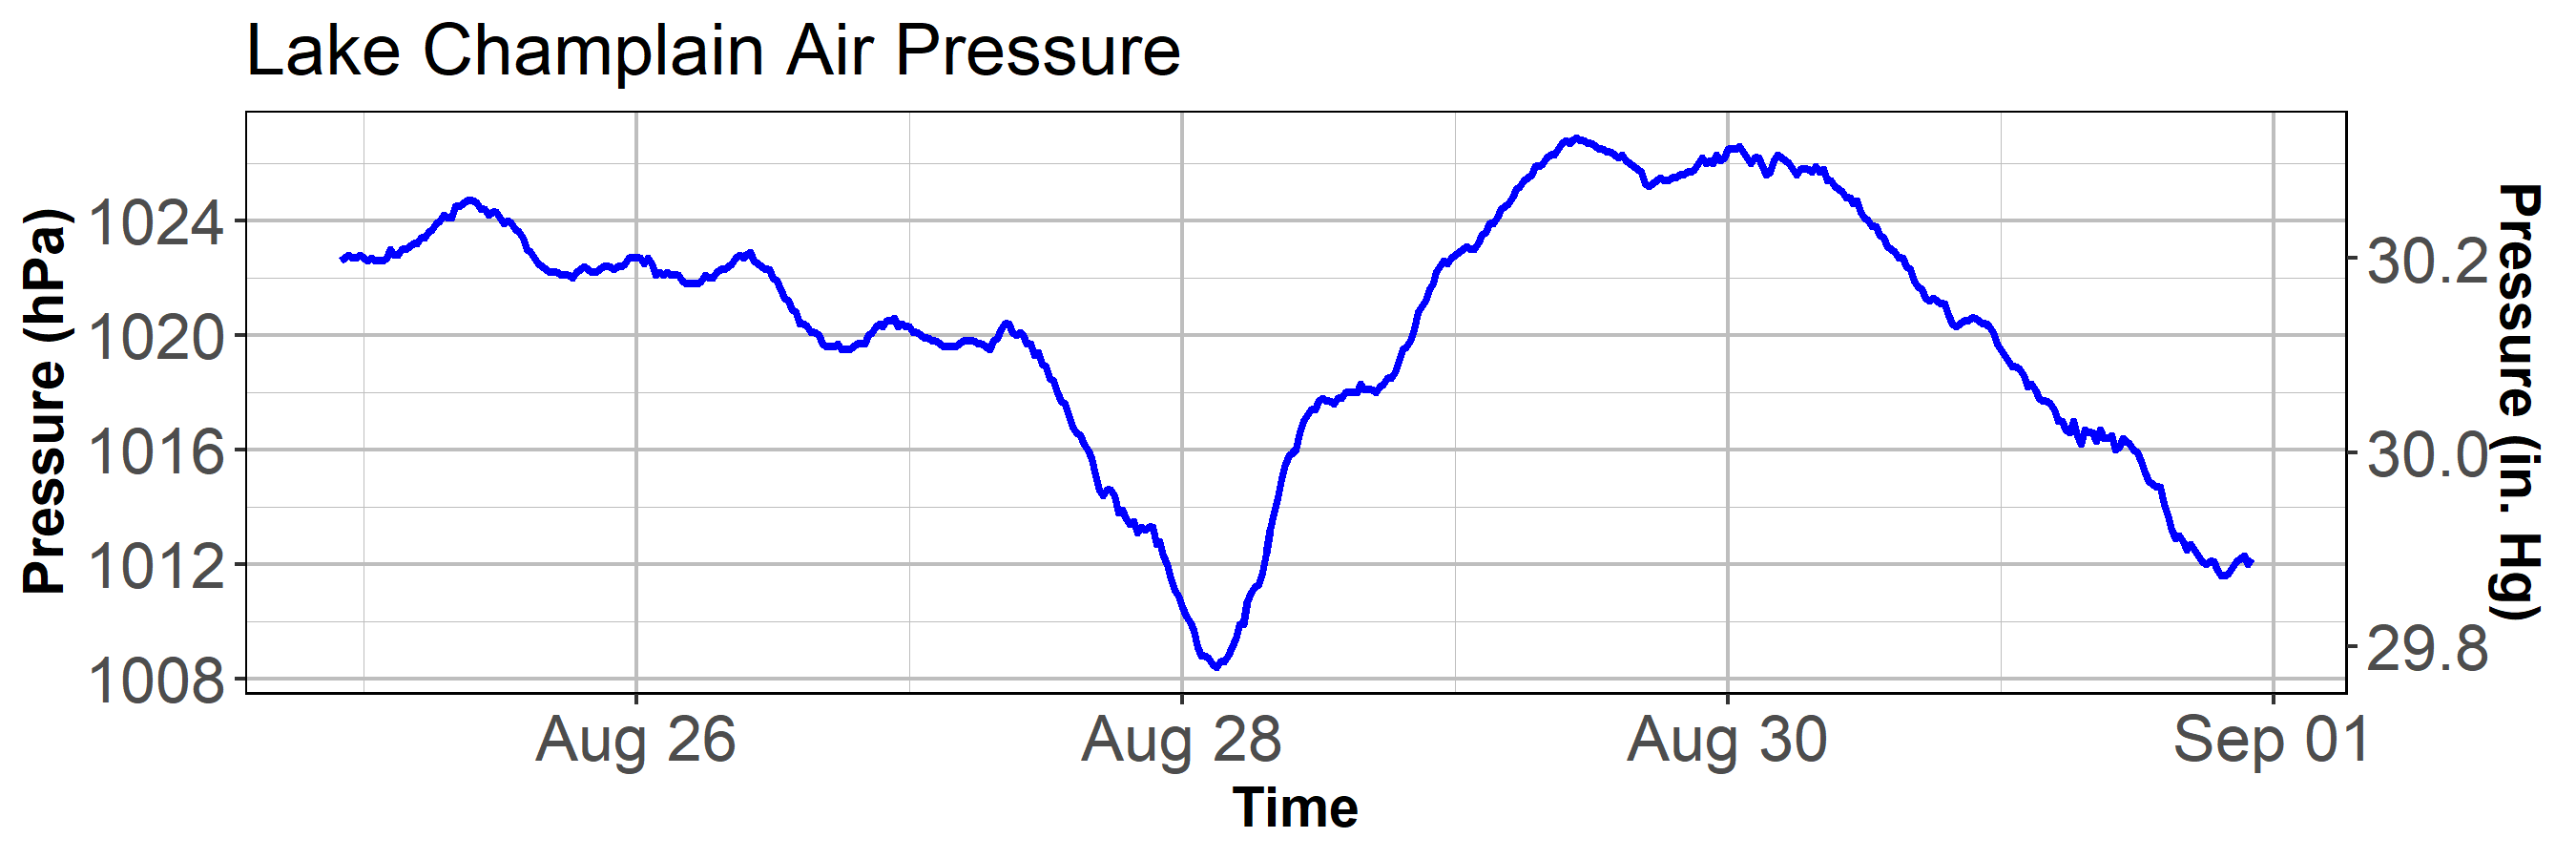 Lake Champlain Air Pressure
Pressure (hPa)
1024
1020
1016
1012
1008
30.2
30.0
29.8
Pressure (in. Hg)
Aug 26 Aug 28 Aug 30 Sep 01
Time